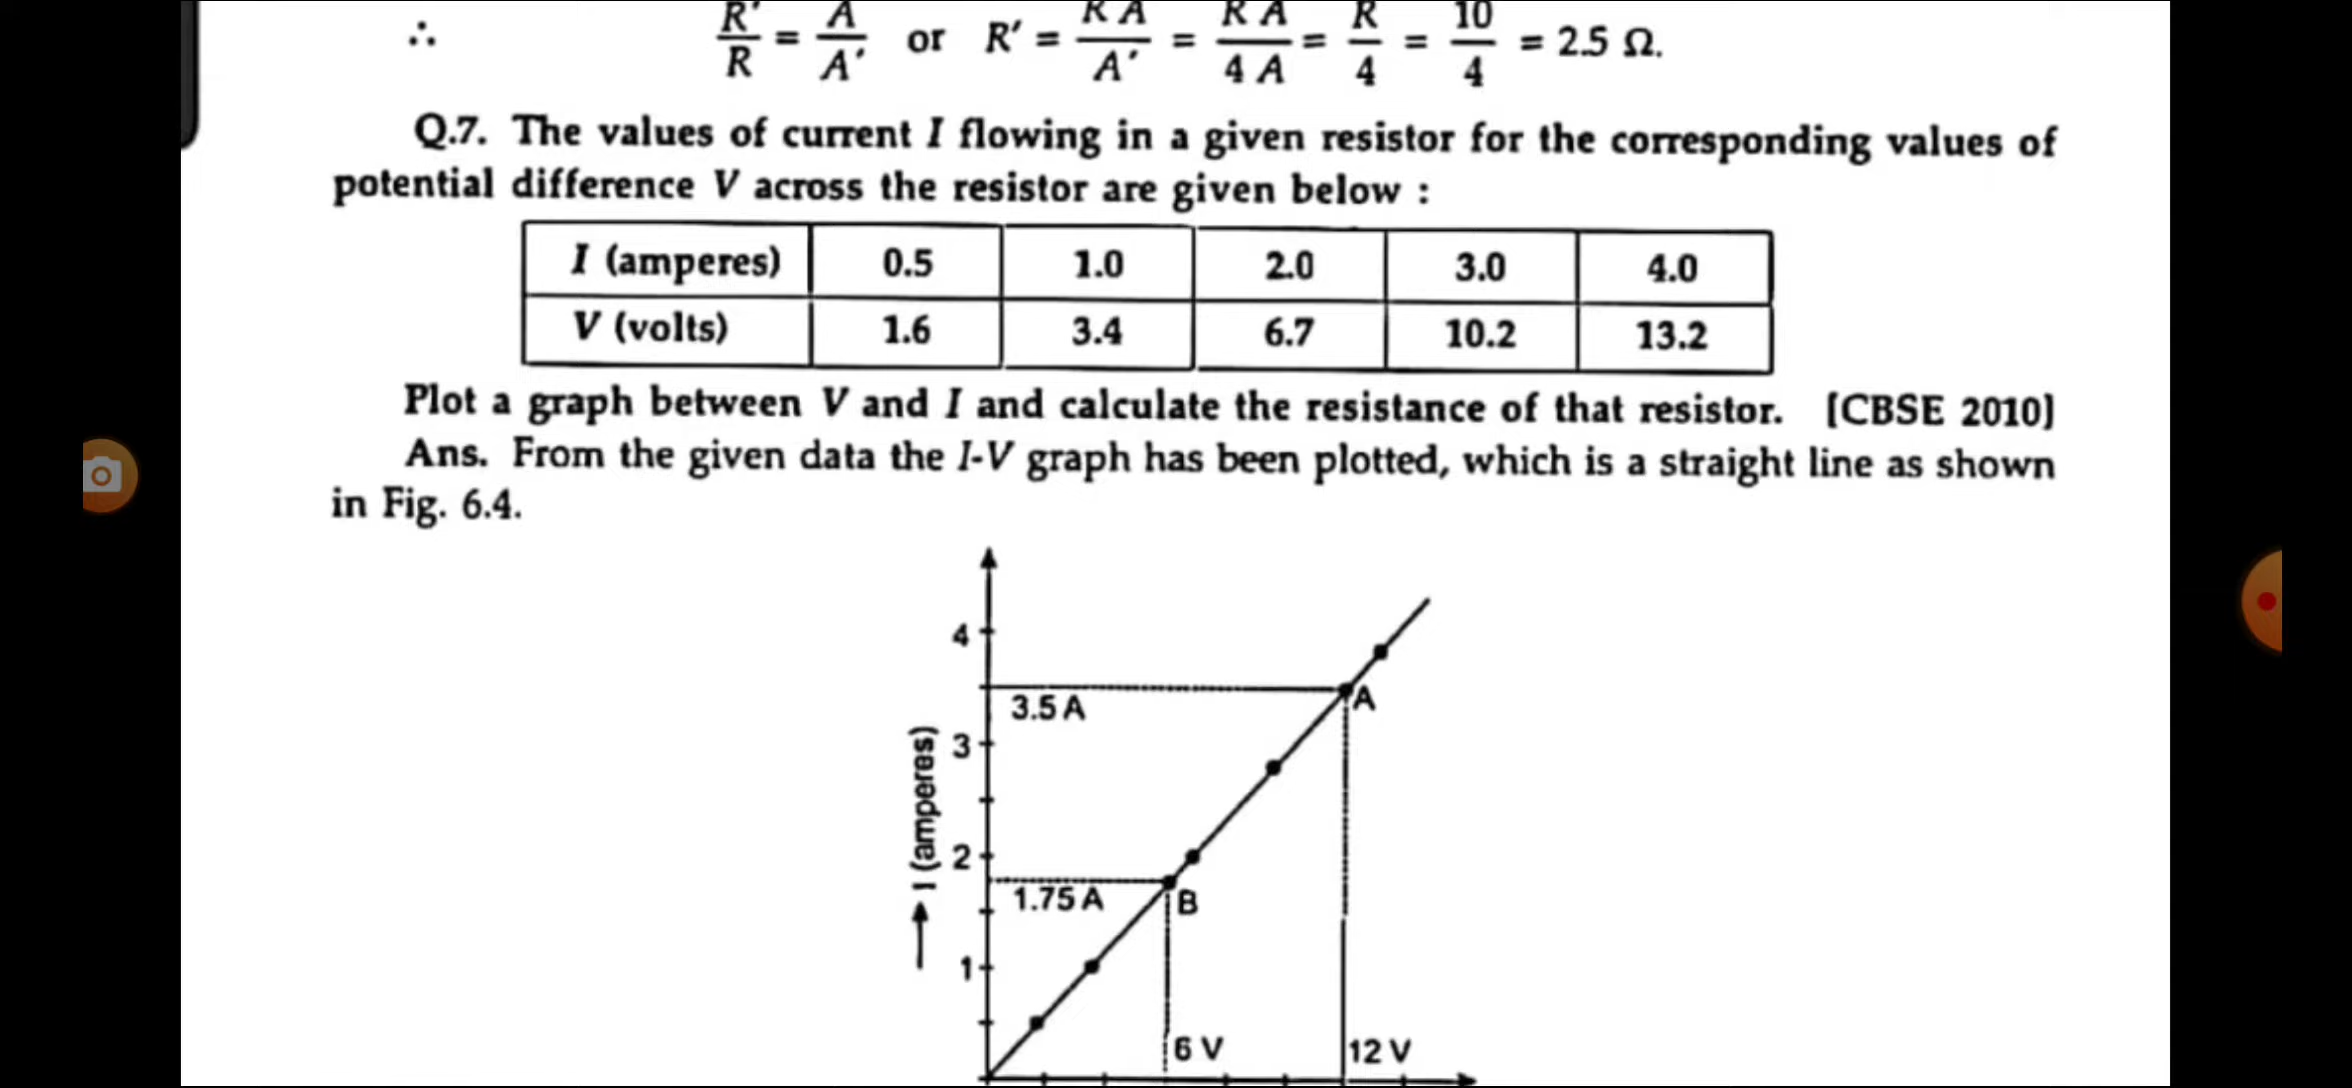 ∴ R'/R = A/A' or R' = RA/A' = RA/4A = R/4 = 10/4 = 2.5 Ω.
Q.7. The values of current I flowing in a given resistor for the corresponding values of
potential difference V across the resistor are given below :
I (amperes) 0.5 1.0 2.0 3.0 4.0
V (volts) 1.6 3.4 6.7 10.2 13.2
Plot a graph between V and I and calculate the resistance of that resistor. [CBSE 2010]
Ans. From the given data the I-V graph has been plotted, which is a straight line as shown
in Fig. 6.4.
4
3.5 A
A
3
2
1.75 A
B
1
I (amperes)
6 V
12 V